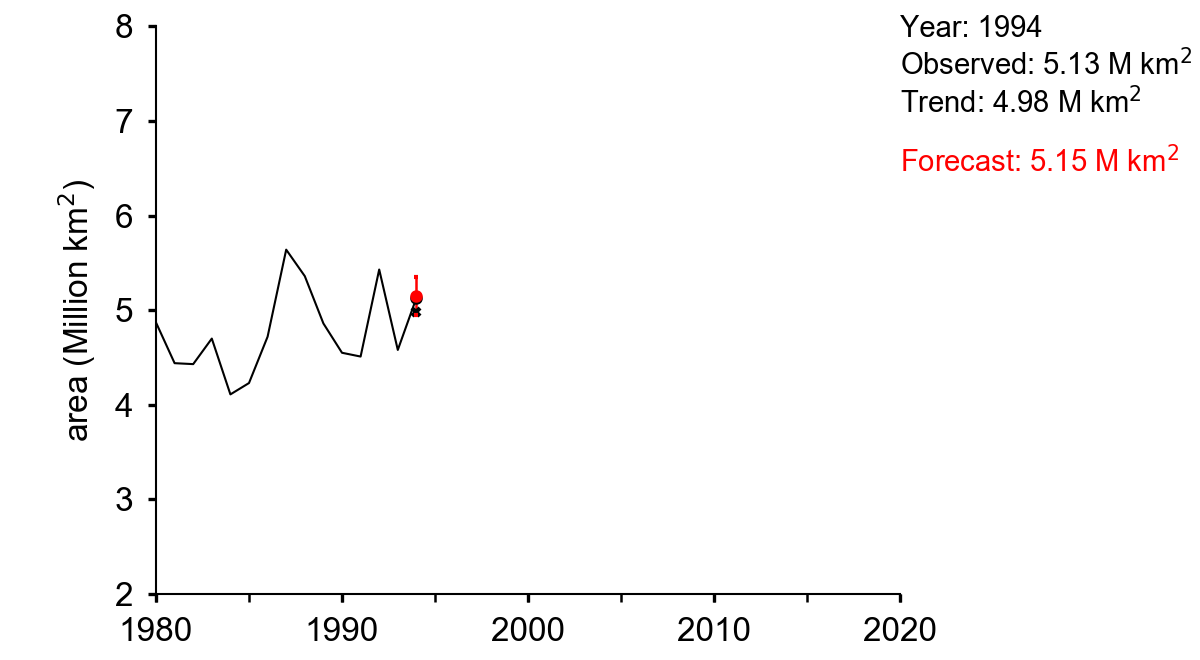 8
7
6
5
4
3
2
area (Million km²)
1980
1990
2000
2010
2020
Year: 1994
Observed: 5.13 M km²
Trend: 4.98 M km²
Forecast: 5.15 M km²